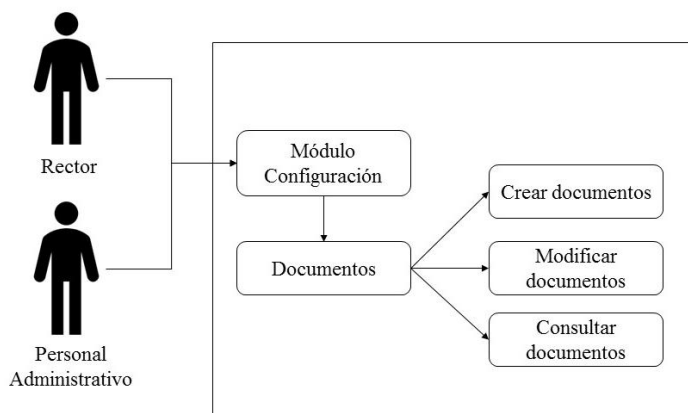 Rector
Personal
Administrativo
Módulo
Configuración
Documentos
Crear documentos
Modificar
documentos
Consultar
documentos